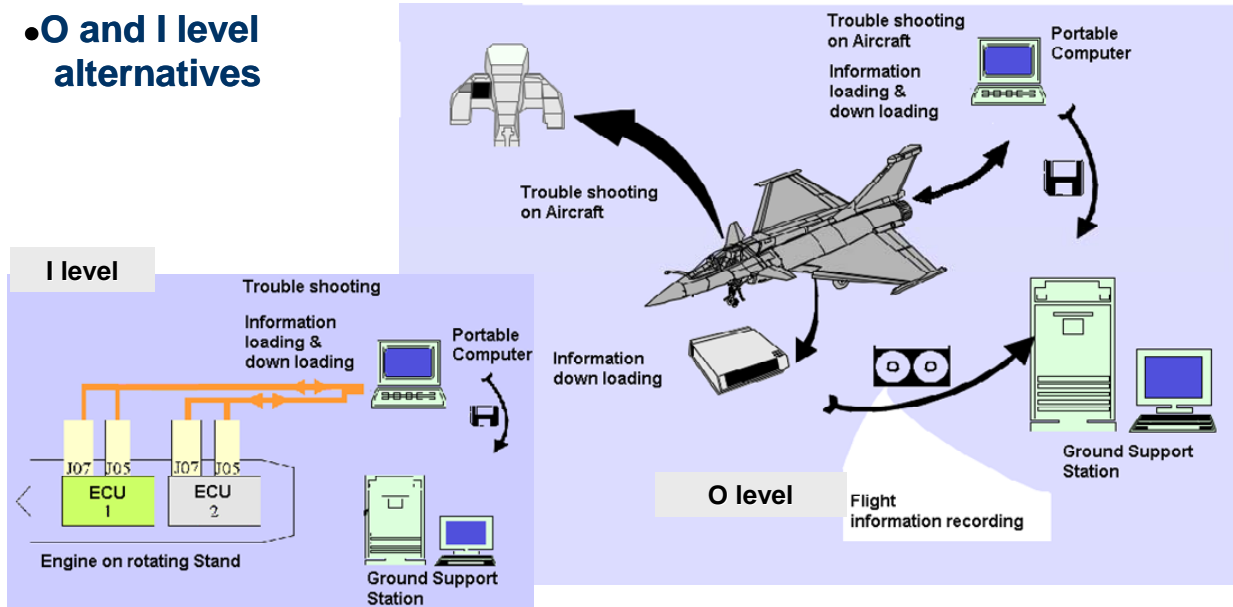 •O and I level
alternatives
Trouble shooting
on Aircraft
Information
loading &
down loading
Portable
Computer
Trouble shooting
on Aircraft
Information
down loading
Ground Support
Station
O level
Flight
information recording
I level
Trouble shooting
Information
loading &
down loading
Portable
Computer
J07 J05 J07 J05
ECU
1
ECU
2
Engine on rotating Stand
Ground Support
Station